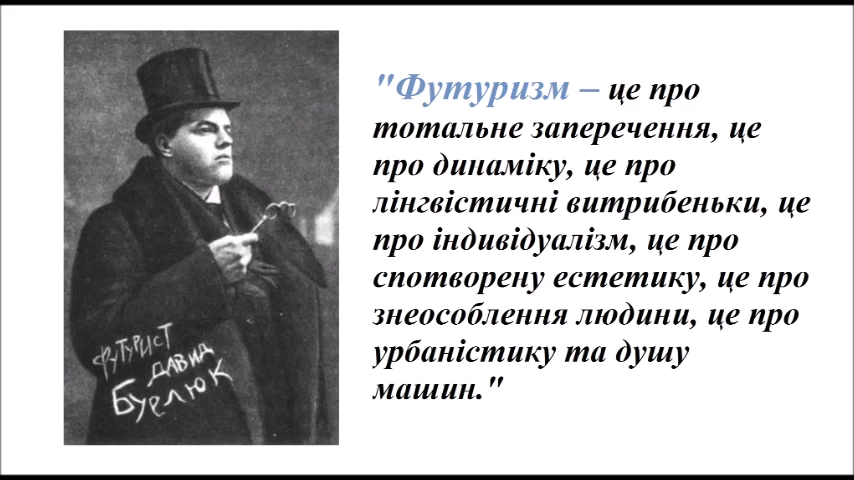 "Футуризм – це про
тотальне заперечення, це
про динаміку, це про
лінгвістичні витрибеньки, це
про індивідуалізм, це про
спотворену естетику, це про
знеособлення людини, це про
урбаністику та душу
машин."
футурист
давид
Бурлюк